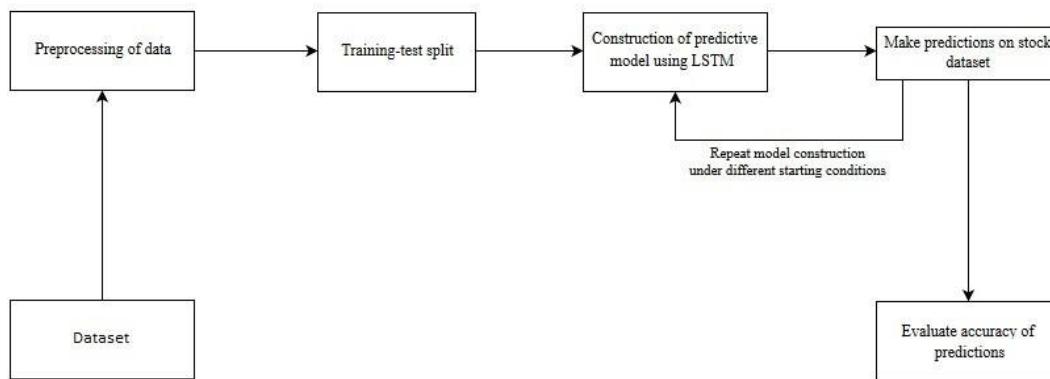 Preprocessing of data
Training-test split
Construction of predictive
model using LSTM
Make predictions on stock
dataset
Repeat model construction
under different starting conditions
Dataset
Evaluate accuracy of
predictions